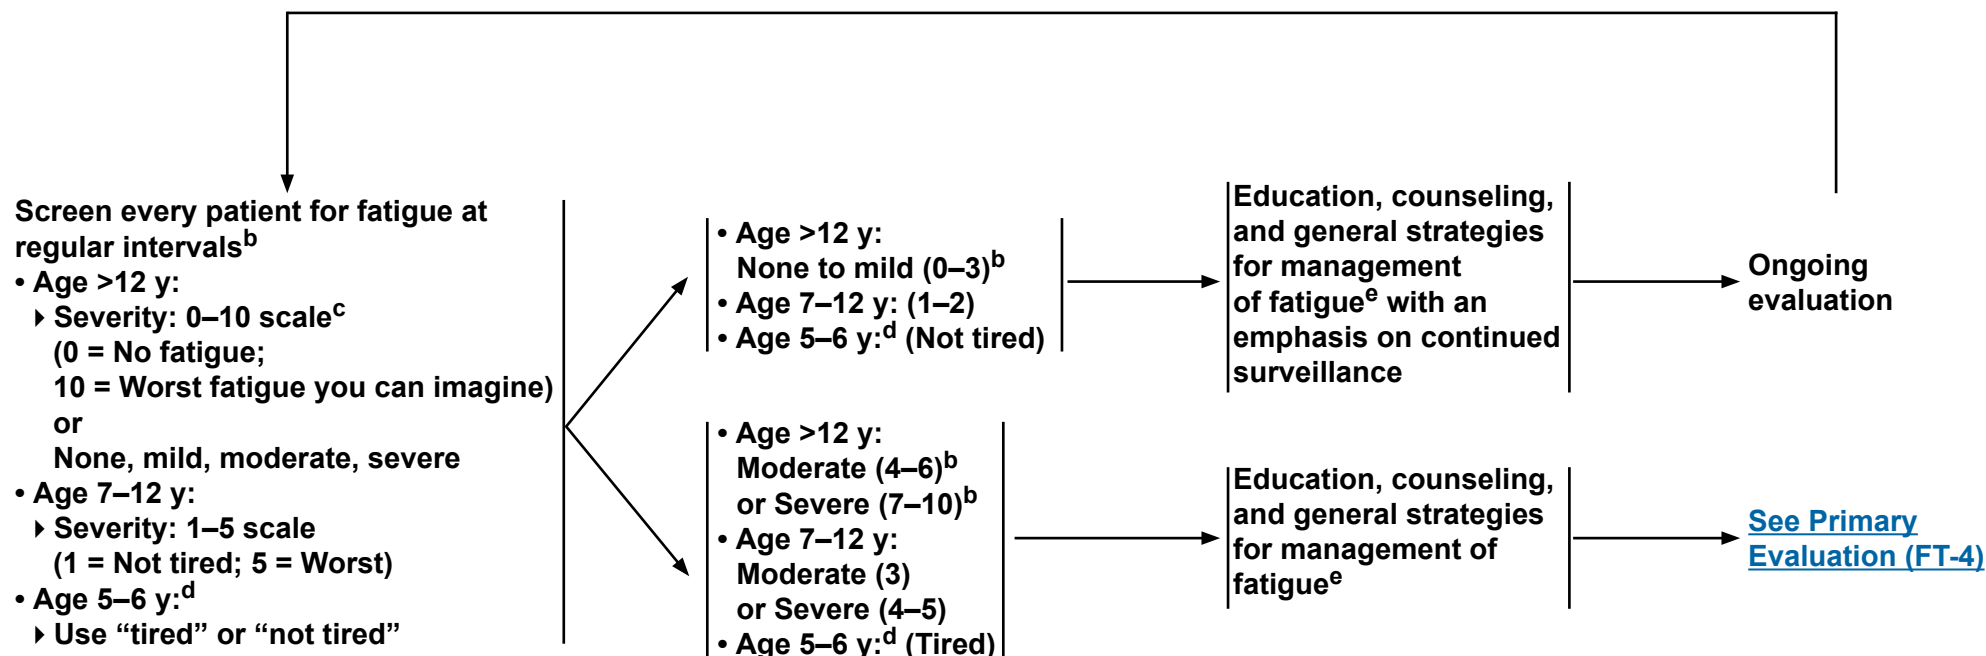 Screen every patient for fatigue at
regular intervalsb
• Age >12 y:
‣ Severity: 0–10 scalec
(0 = No fatigue;
10 = Worst fatigue you can imagine)
or
None, mild, moderate, severe
• Age 7–12 y:
‣ Severity: 1–5 scale
(1 = Not tired; 5 = Worst)
• Age 5–6 y:d
‣ Use “tired” or “not tired”
• Age >12 y:
None to mild (0–3)b
• Age 7–12 y: (1–2)
• Age 5–6 y:d (Not tired)
Education, counseling,
and general strategies
for management
of fatiguee with an
emphasis on continued
surveillance
Ongoing
evaluation
• Age >12 y:
Moderate (4–6)b
or Severe (7–10)b
• Age 7–12 y:
Moderate (3)
or Severe (4–5)
• Age 5–6 y:d (Tired)
Education, counseling,
and general strategies
for management of
fatiguee
See Primary
Evaluation (FT-4)